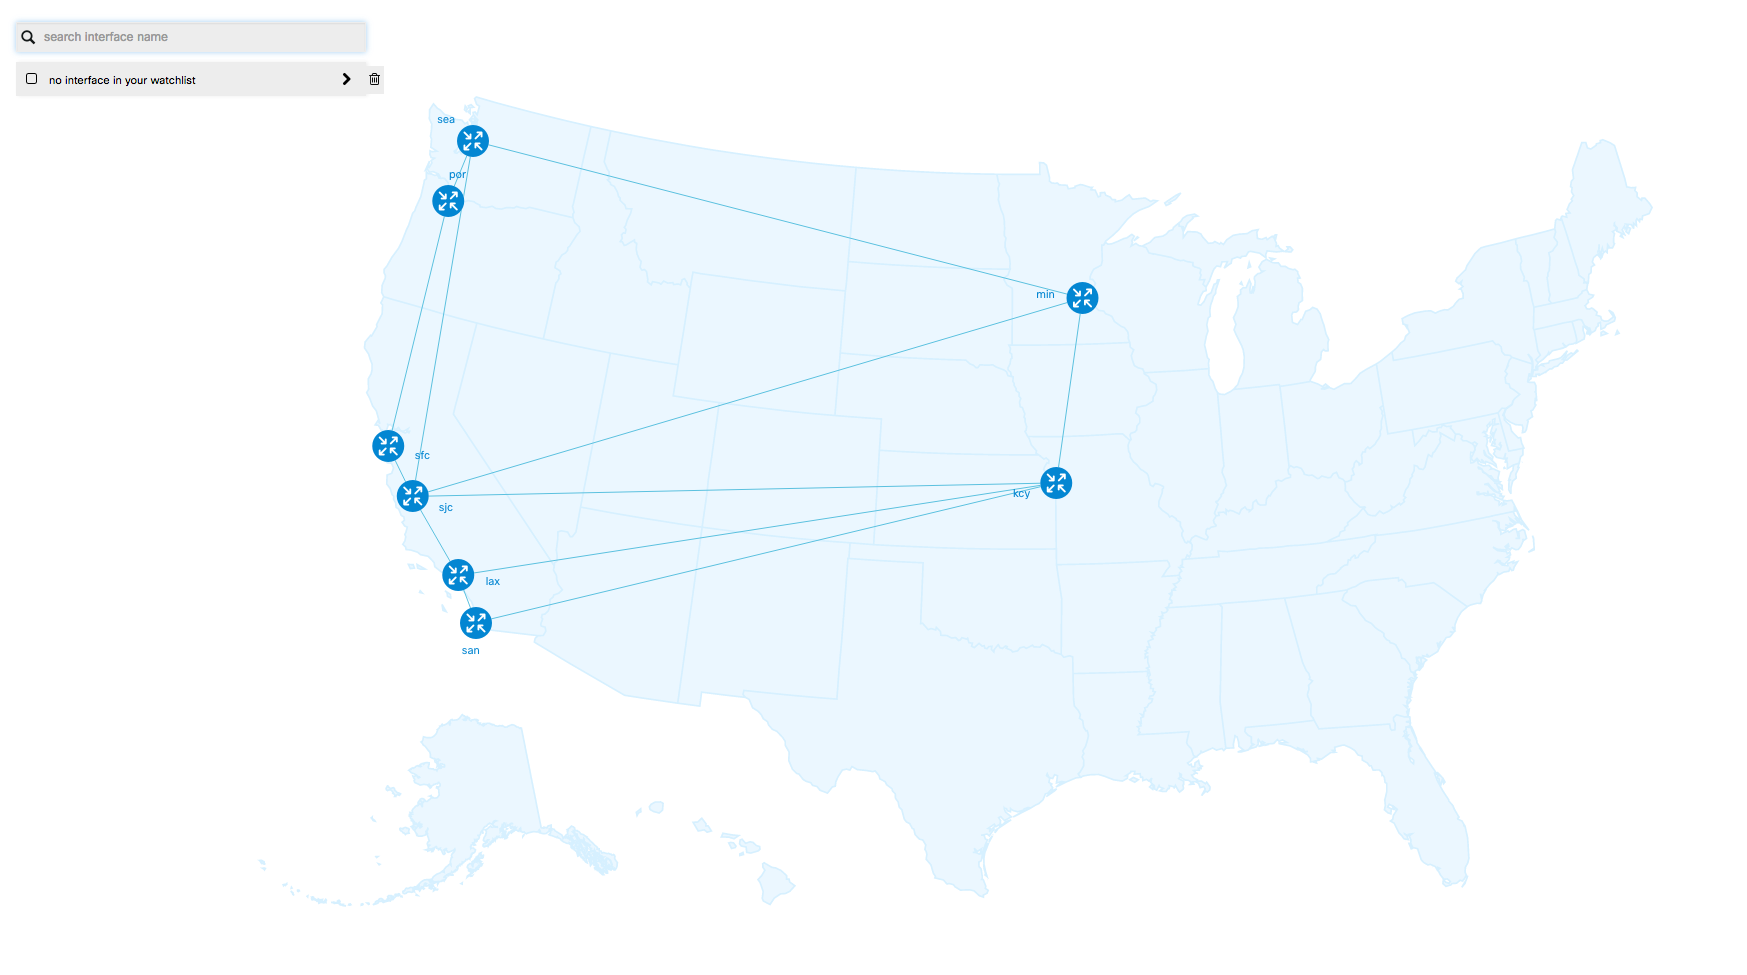 search interface name
no interface in your watchlist
sea
por
min
sfc
kcy
sjc
lax
san